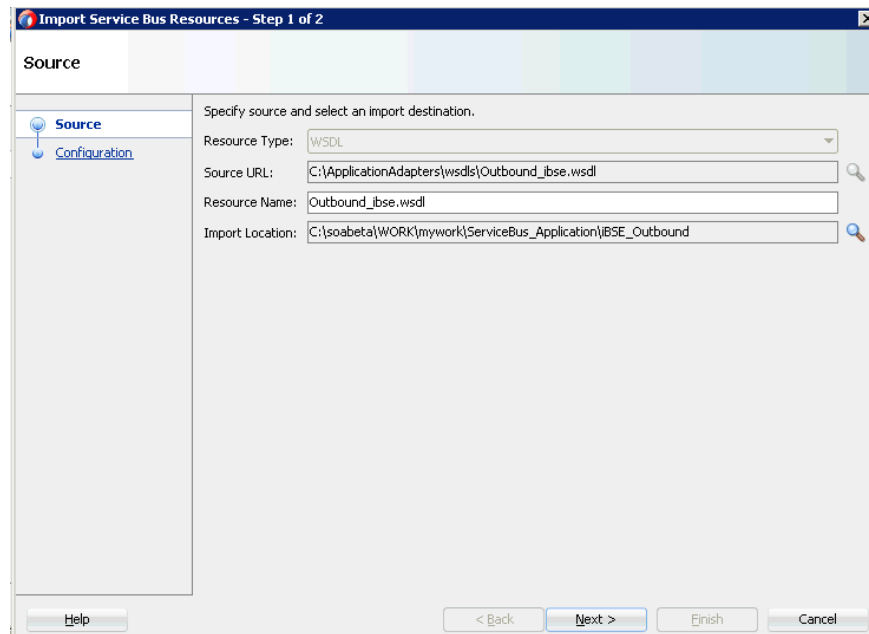 Import Service Bus Resources - Step 1 of 2
Source
Source
Configuration
Specify source and select an import destination.
Resource Type: WSDL
Source URL: C:\ApplicationAdapters\wsdls\Outbound_ibse.wsdl
Resource Name: Outbound_ibse.wsdl
Import Location: C:\soabeta\WORK\mywork\ServiceBus_Application\iBSE_Outbound
Help < Back Next > Finish Cancel